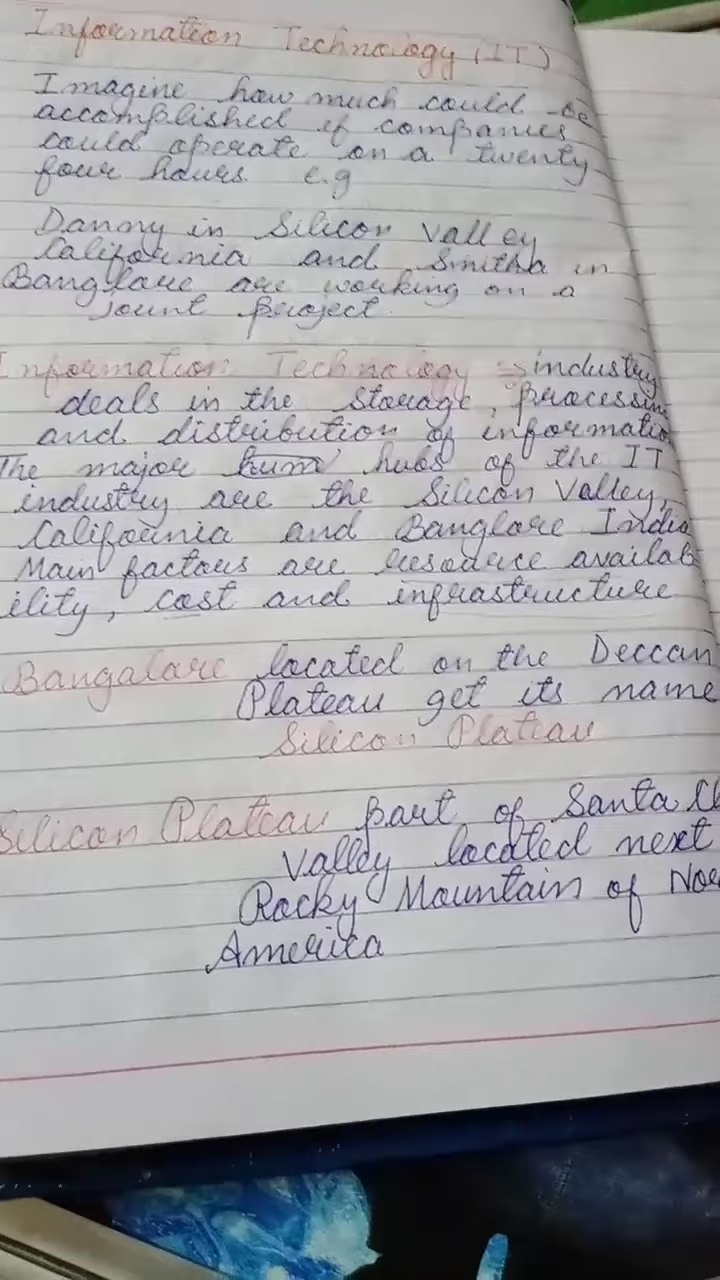 Information Technology (IT)
Imagine how much could be
accomplished if companies
could operate on a twenty
four hours. e.g
Danny in Silicon Valley
California and Smitha in
Banglore are working on a
Joint project.
Information Technology ⇒ industry
deals in the storage, processin
and distribution of informatio
The major hubs of the IT
industry are the Silicon Valley,
California and Banglore India
Main factors are resource availab
ility, cost and infrastructure
Bangalore located on the Deccan
Plateau get its name
Silicon Plateau
Silicon Plateau part of Santa Cl
Valley located next
Rocky Mountain of Nor
America